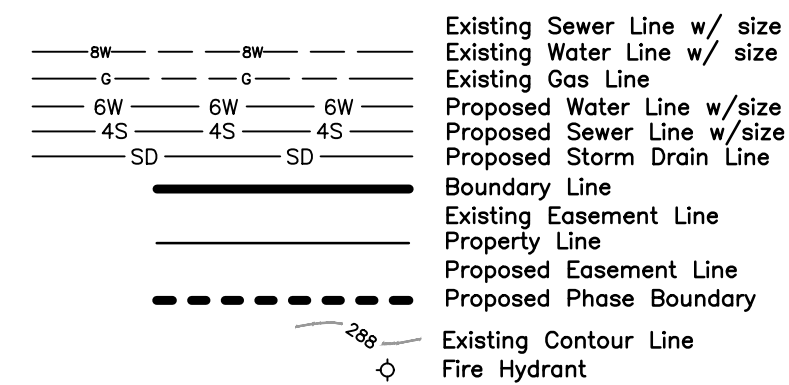 Existing Sewer Line w/ size
8W 8W Existing Water Line w/ size
G G Existing Gas Line
6W 6W 6W Proposed Water Line w/size
4S 4S 4S Proposed Sewer Line w/size
SD SD Proposed Storm Drain Line
Boundary Line
Existing Easement Line
Property Line
Proposed Easement Line
Proposed Phase Boundary
288 Existing Contour Line
Fire Hydrant